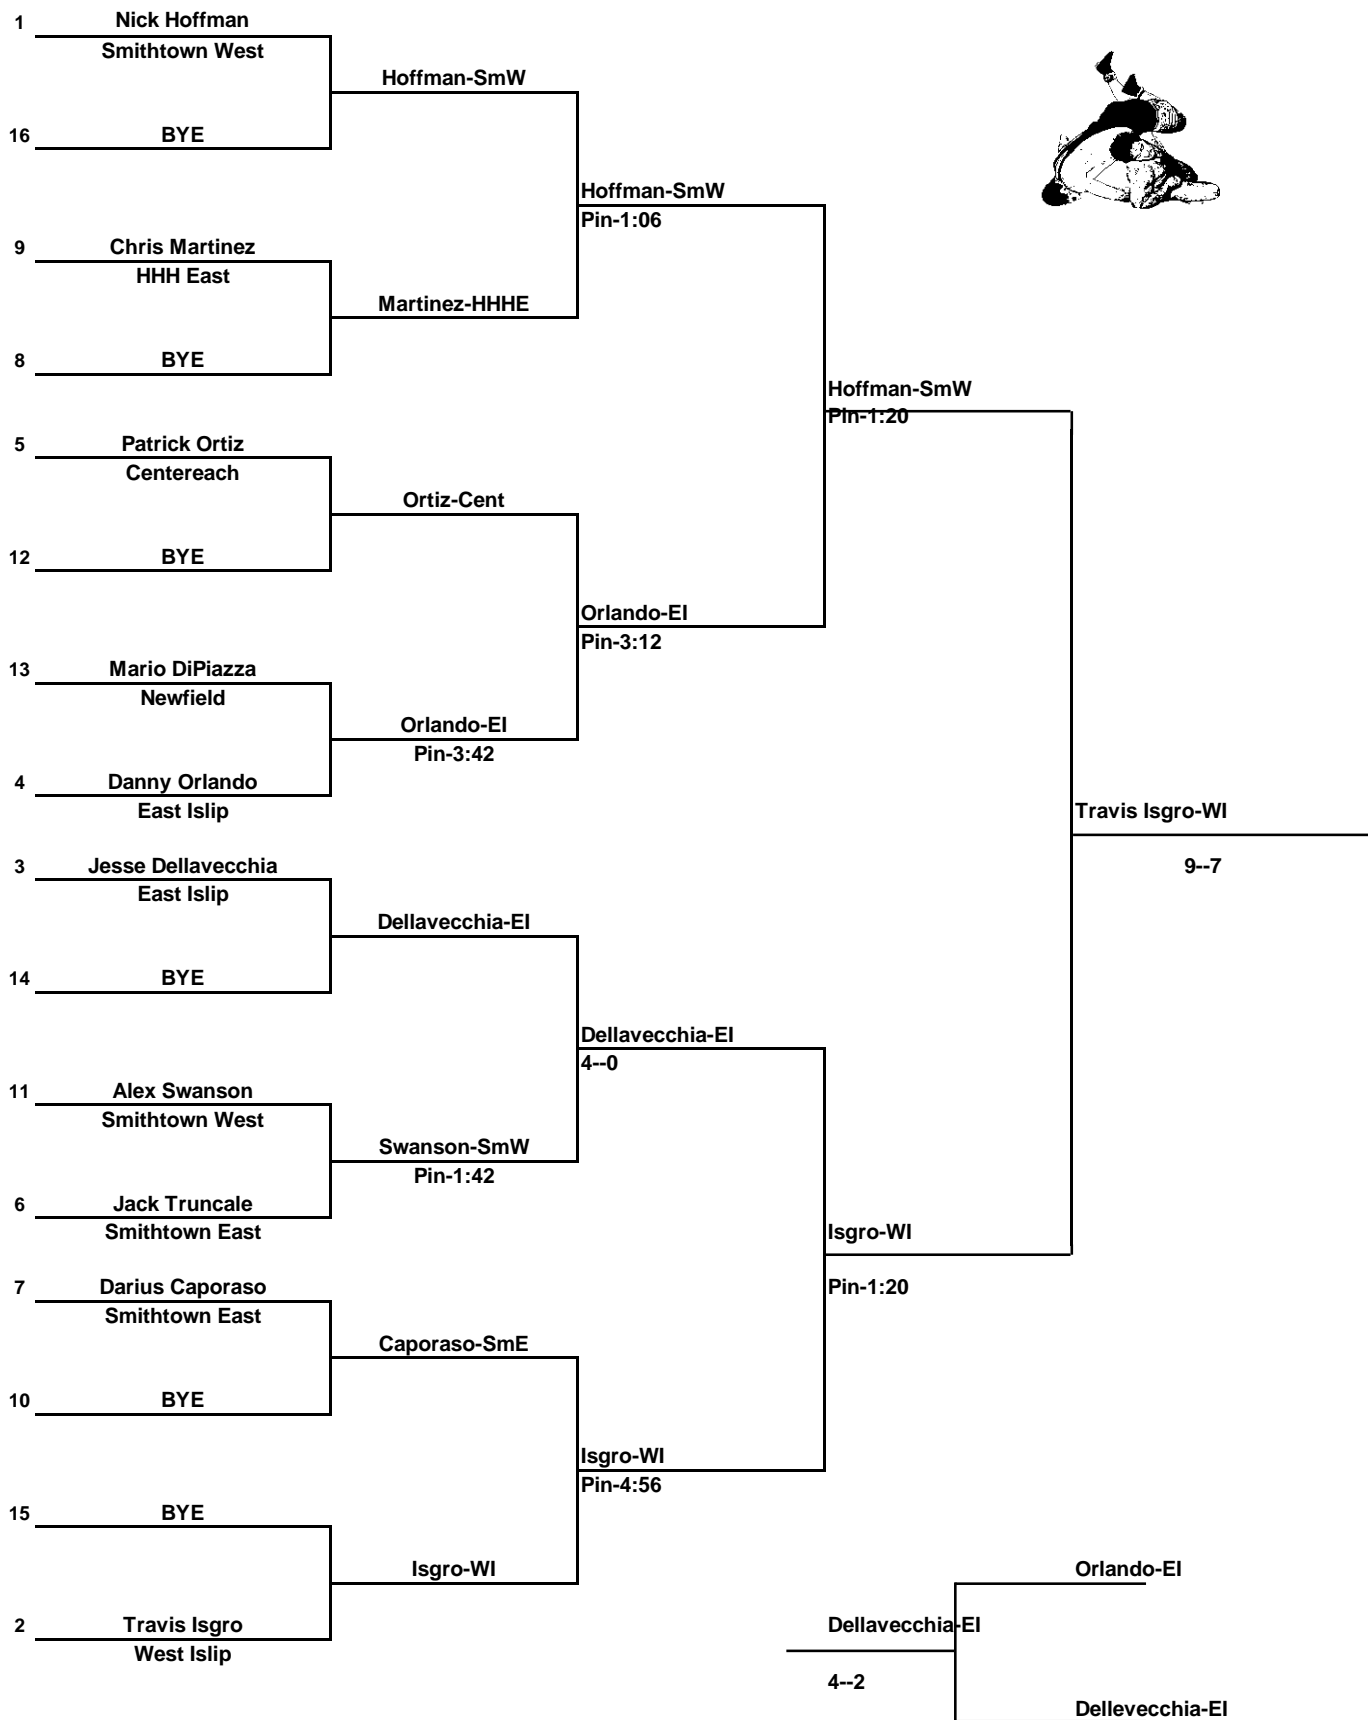 1 Nick Hoffman
Smithtown West
Hoffman-SmW
16 BYE
Hoffman-SmW
Pin-1:06
9 Chris Martinez
HHH East
Martinez-HHHE
8 BYE
Hoffman-SmW
Pin-1:20
5 Patrick Ortiz
Centereach
Ortiz-Cent
12 BYE
Orlando-EI
Pin-3:12
13 Mario DiPiazza
Newfield
Orlando-EI
Pin-3:42
4 Danny Orlando
East Islip
Travis Isgro-WI
9--7
3 Jesse Dellavecchia
East Islip
Dellavecchia-EI
14 BYE
Dellavecchia-EI
4--0
11 Alex Swanson
Smithtown West
Swanson-SmW
Pin-1:42
6 Jack Truncale
Smithtown East
Isgro-WI
Pin-1:20
7 Darius Caporaso
Smithtown East
Caporaso-SmE
10 BYE
Isgro-WI
Pin-4:56
15 BYE
Isgro-WI
2 Travis Isgro
West Islip
Orlando-EI
Dellavecchia-EI
4--2
Dellevecchia-EI